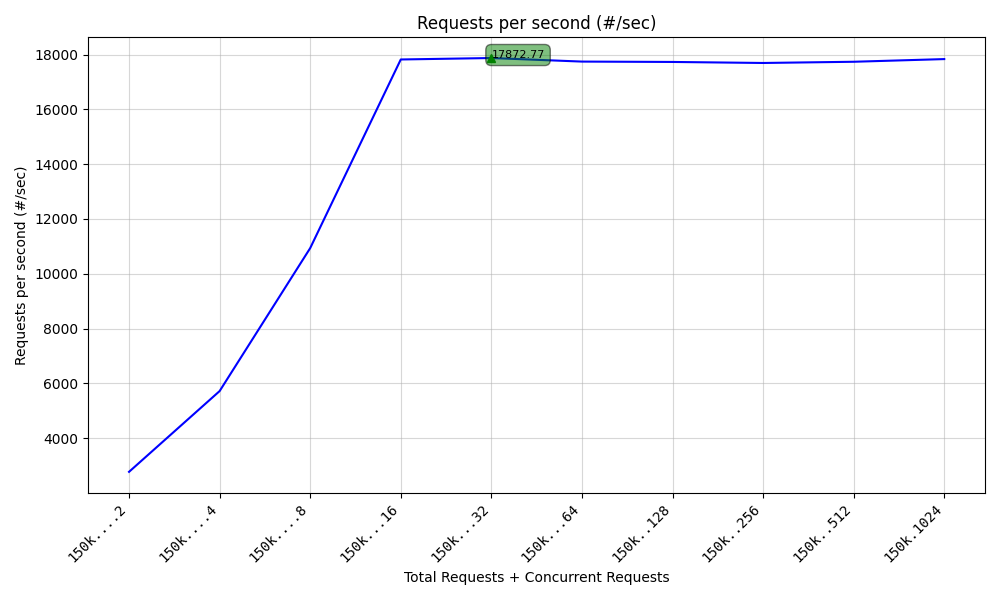 Requests per second (#/sec)
17872.77
18000
16000
14000
12000
10000
8000
6000
4000
Requests per second (#/sec)
150k....2
150k....4
150k....8
150k...16
150k...32
150k...64
150k..128
150k..256
150k..512
150k.1024
Total Requests + Concurrent Requests